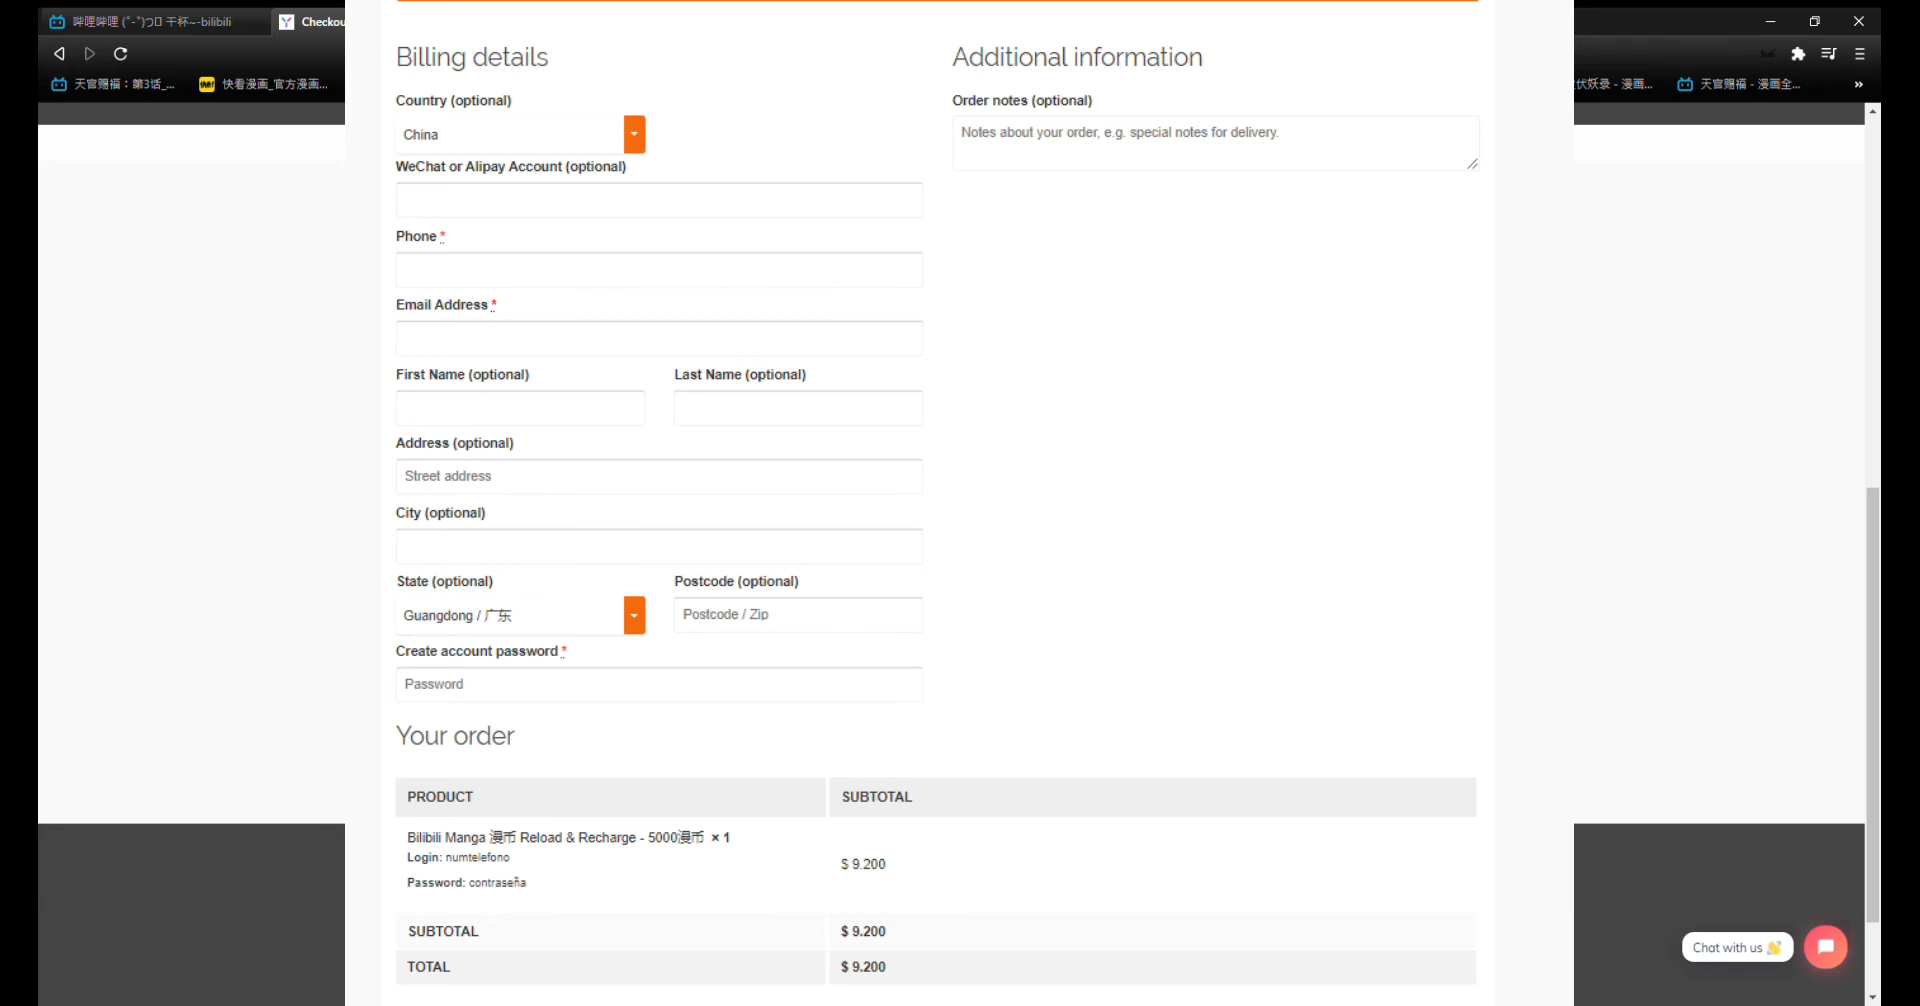 哔哩哔哩 (゜-゜)つロ 干杯~-bilibili
Checkou
天官赐福：第3话_...
快看漫画_官方漫画...
伏妖录 - 漫画...
天官赐福 - 漫画全...
»
Billing details
Additional information
Country (optional)
Order notes (optional)
China
Notes about your order, e.g. special notes for delivery.
WeChat or Alipay Account (optional)
Phone *
Email Address *
First Name (optional)
Last Name (optional)
Address (optional)
Street address
City (optional)
State (optional)
Postcode (optional)
Guangdong / 广东
Postcode / Zip
Create account password *
Password
Your order
PRODUCT
SUBTOTAL
Bilibili Manga 漫币 Reload & Recharge - 5000漫币 × 1
Login: numtelefono
$ 9.200
Password: contraseña
SUBTOTAL
$ 9.200
TOTAL
$ 9.200
Chat with us 👋